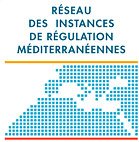 RÉSEAU
DES INSTANCES
DE RÉGULATION
MÉDITERRANÉENNES